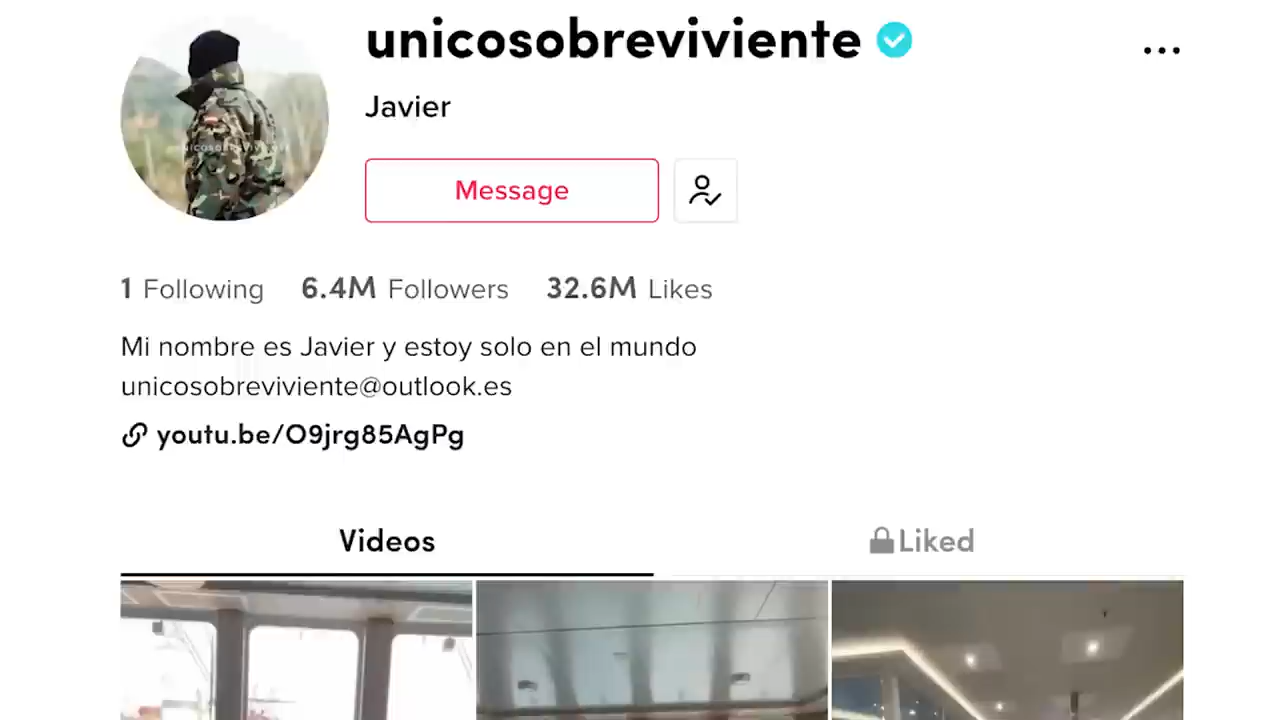 unicosobreviviente
Javier
Message
1 Following 6.4M Followers 32.6M Likes
Mi nombre es Javier y estoy solo en el mundo
unicosobreviviente@outlook.es
youtu.be/O9jrg85AgPg
Videos
Liked